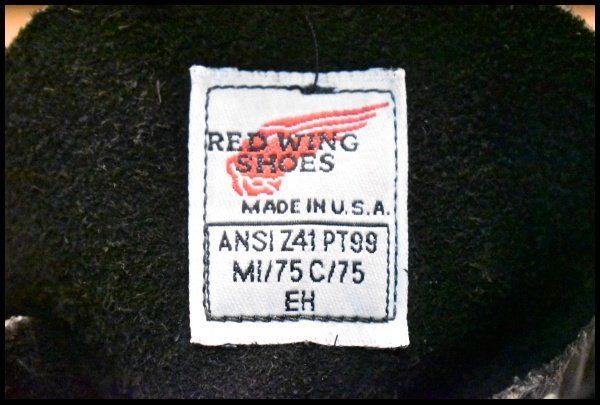 RED WING
SHOES
MADE IN U.S.A.
ANSI Z41 PT99
MI/75 C/75
EH